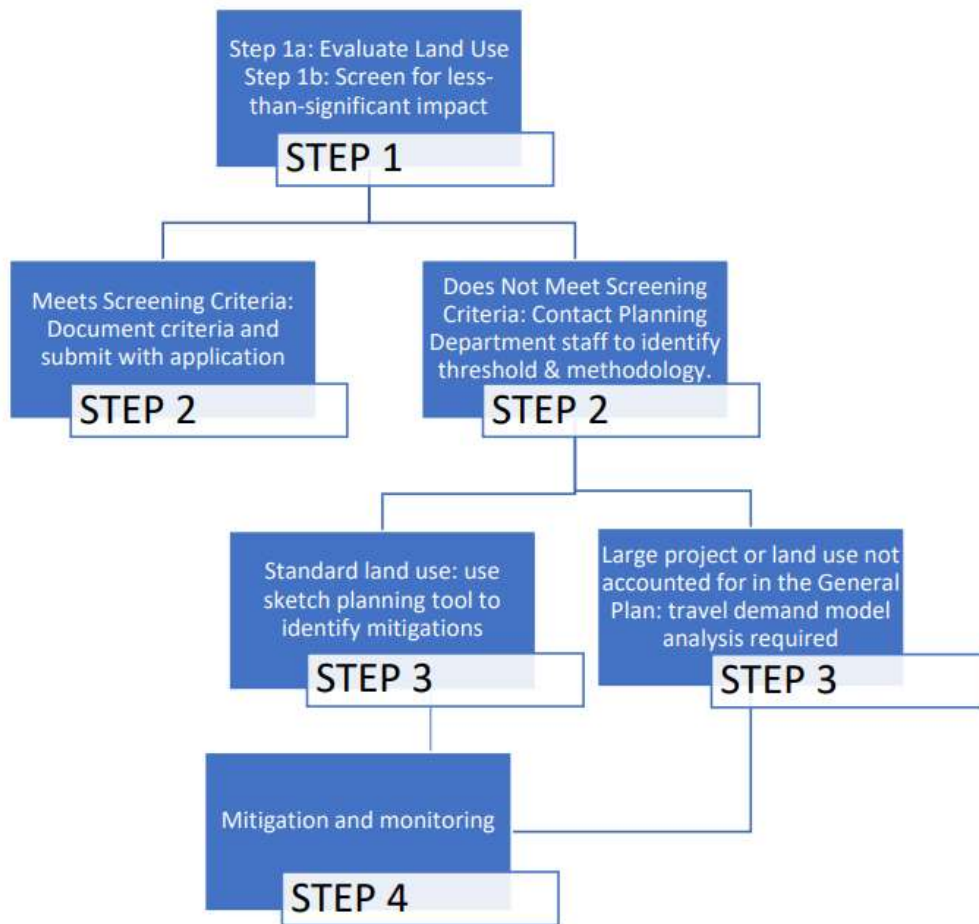 Step 1a: Evaluate Land Use
Step 1b: Screen for less-
than-significant impact
STEP 1
Meets Screening Criteria:
Document criteria and
submit with application
STEP 2
Does Not Meet Screening
Criteria: Contact Planning
Department staff to identify
threshold & methodology.
STEP 2
Standard land use: use
sketch planning tool to
identify mitigations
STEP 3
Large project or land use not
accounted for in the General
Plan: travel demand model
analysis required
STEP 3
Mitigation and monitoring
STEP 4